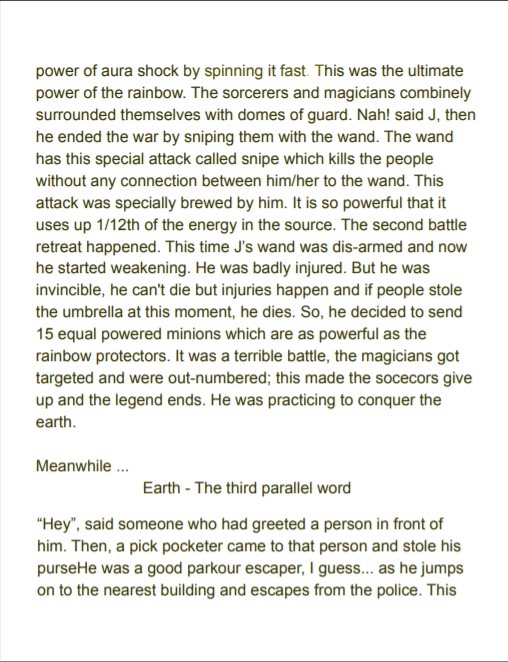 power of aura shock by spinning it fast. This was the ultimate
power of the rainbow. The sorcerers and magicians combinely
surrounded themselves with domes of guard. Nah! said J, then
he ended the war by sniping them with the wand. The wand
has this special attack called snipe which kills the people
without any connection between him/her to the wand. This
attack was specially brewed by him. It is so powerful that it
uses up 1/12th of the energy in the source. The second battle
retreat happened. This time J's wand was dis-armed and now
he started weakening. He was badly injured. But he was
invincible, he can't die but injuries happen and if people stole
the umbrella at this moment, he dies. So, he decided to send
15 equal powered minions which are as powerful as the
rainbow protectors. It was a terrible battle, the magicians got
targeted and were out-numbered; this made the socecors give
up and the legend ends. He was practicing to conquer the
earth.

Meanwhile ...
Earth - The third parallel word
“Hey”, said someone who had greeted a person in front of
him. Then, a pick pocketer came to that person and stole his
purseHe was a good parkour escaper, I guess... as he jumps
on to the nearest building and escapes from the police. This